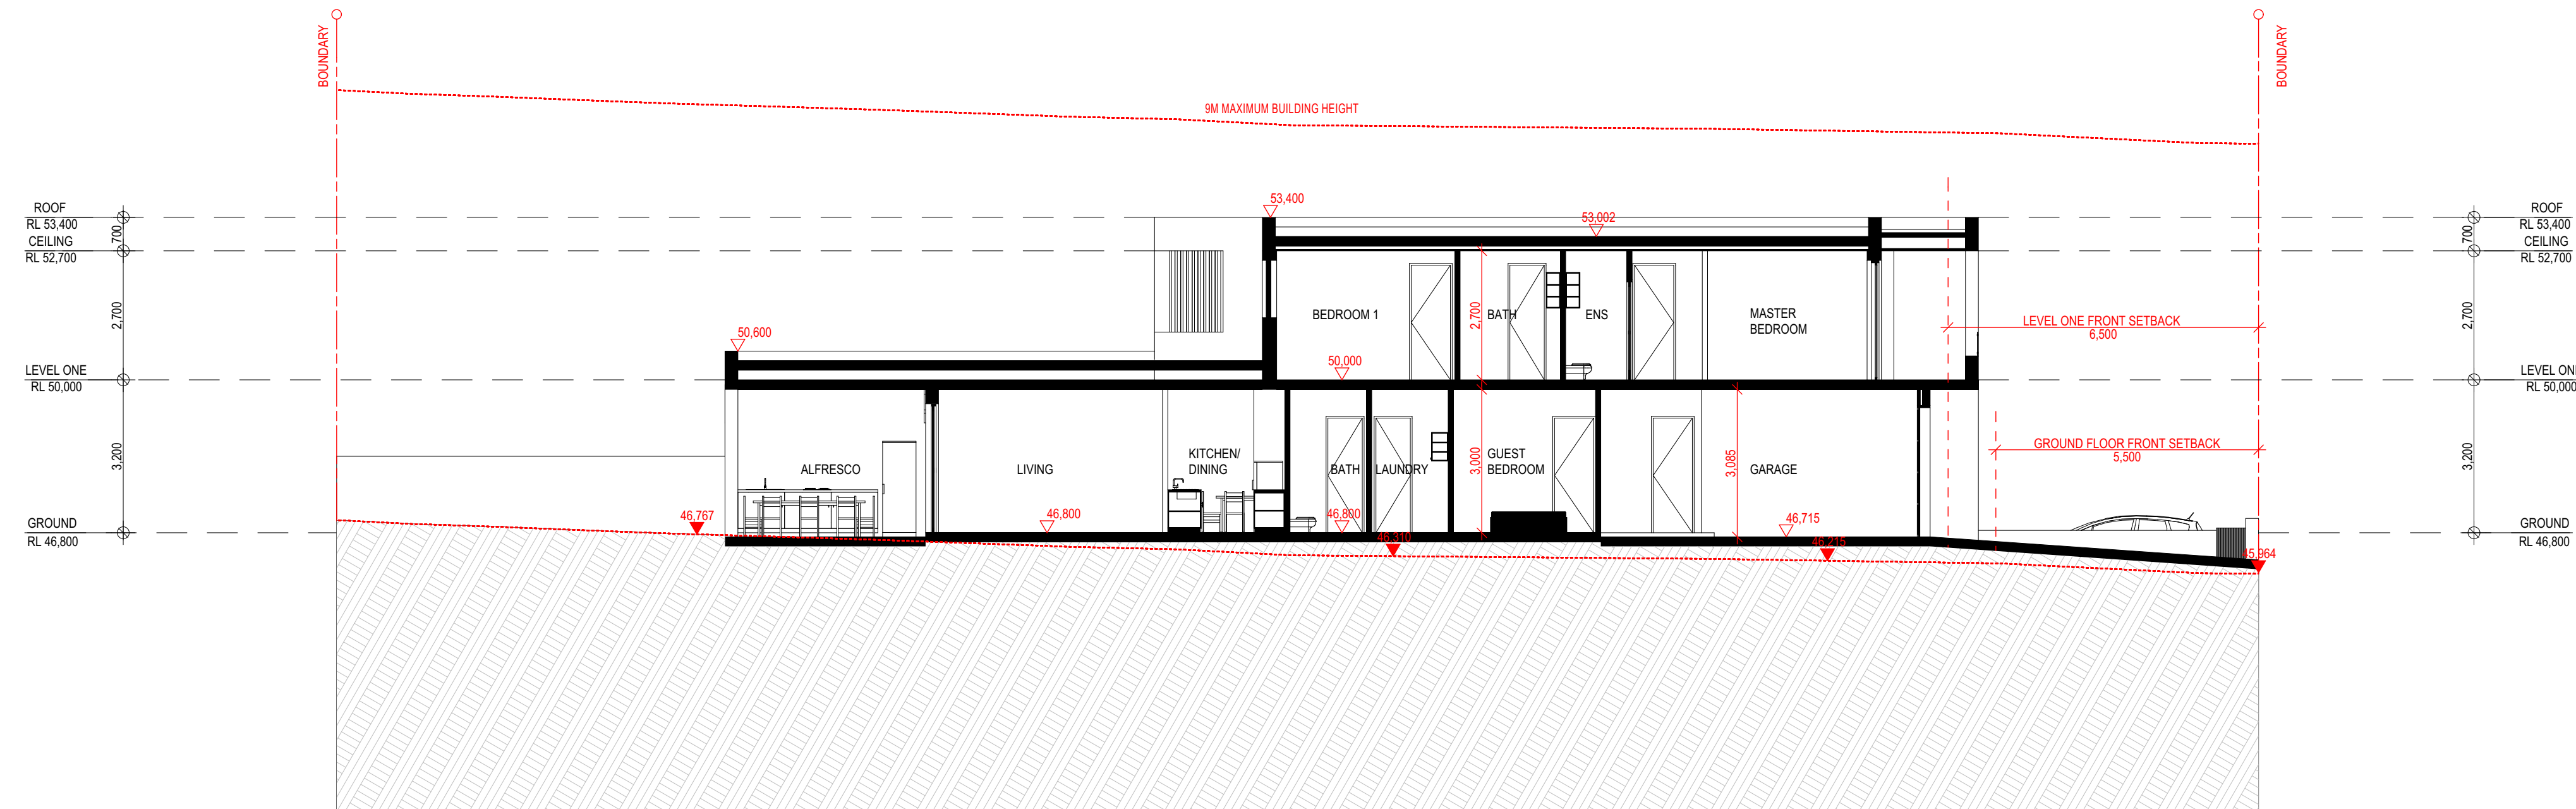 BOUNDARY
BOUNDARY
9M MAXIMUM BUILDING HEIGHT
ROOF
RL 53,400
CEILING
RL 52,700
LEVEL ONE
RL 50,000
GROUND
RL 46,800
700
2,700
3,200
53,400
53,002
50,600
BEDROOM 1
2,700
BATH
ENS
MASTER
BEDROOM
50,000
LEVEL ONE FRONT SETBACK
6,500
ALFRESCO
LIVING
KITCHEN/
DINING
BATH
LAUNDRY
3,000
GUEST
BEDROOM
3,085
GARAGE
GROUND FLOOR FRONT SETBACK
5,500
46,767
46,800
46,800
46,310
46,715
46,215
45,964
ROOF
RL 53,400
CEILING
RL 52,700
LEVEL ON
RL 50,000
GROUND
RL 46,800
700
2,700
3,200